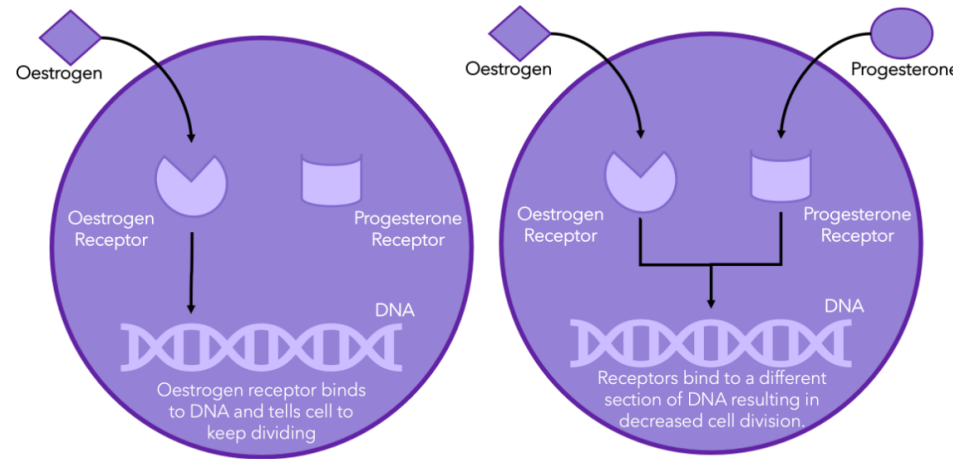 Oestrogen
Oestrogen
Receptor
Progesterone
Receptor
DNA
Oestrogen receptor binds
to DNA and tells cell to
keep dividing
Oestrogen
Progesterone
Oestrogen
Receptor
Progesterone
Receptor
DNA
Receptors bind to a different
section of DNA resulting in
decreased cell division.